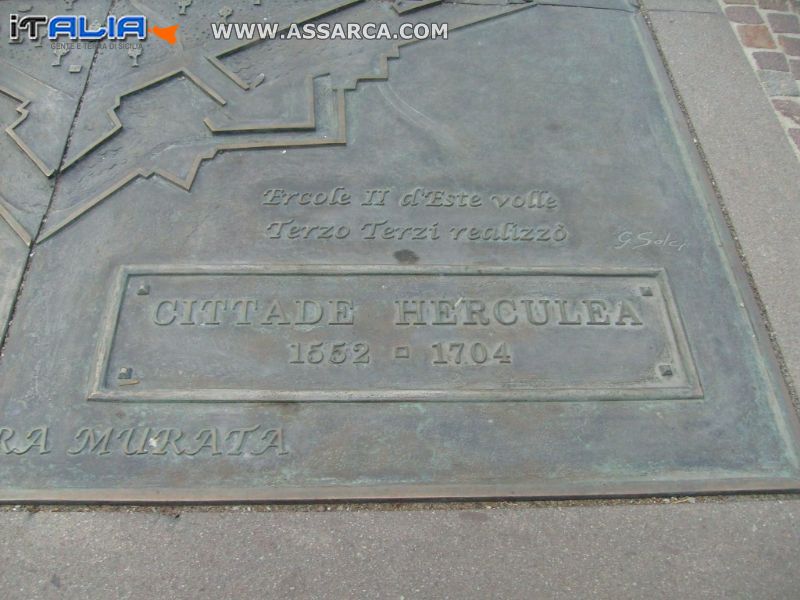 iTALIA
GENTE E TERRA DI SICILIA
WWW.ASSARCA.COM
Ercole II d'Este volle
Terzo Terzi realizzò
G Solci
CITTADE HERCULEA
1552 □ 1704
RA MURATA